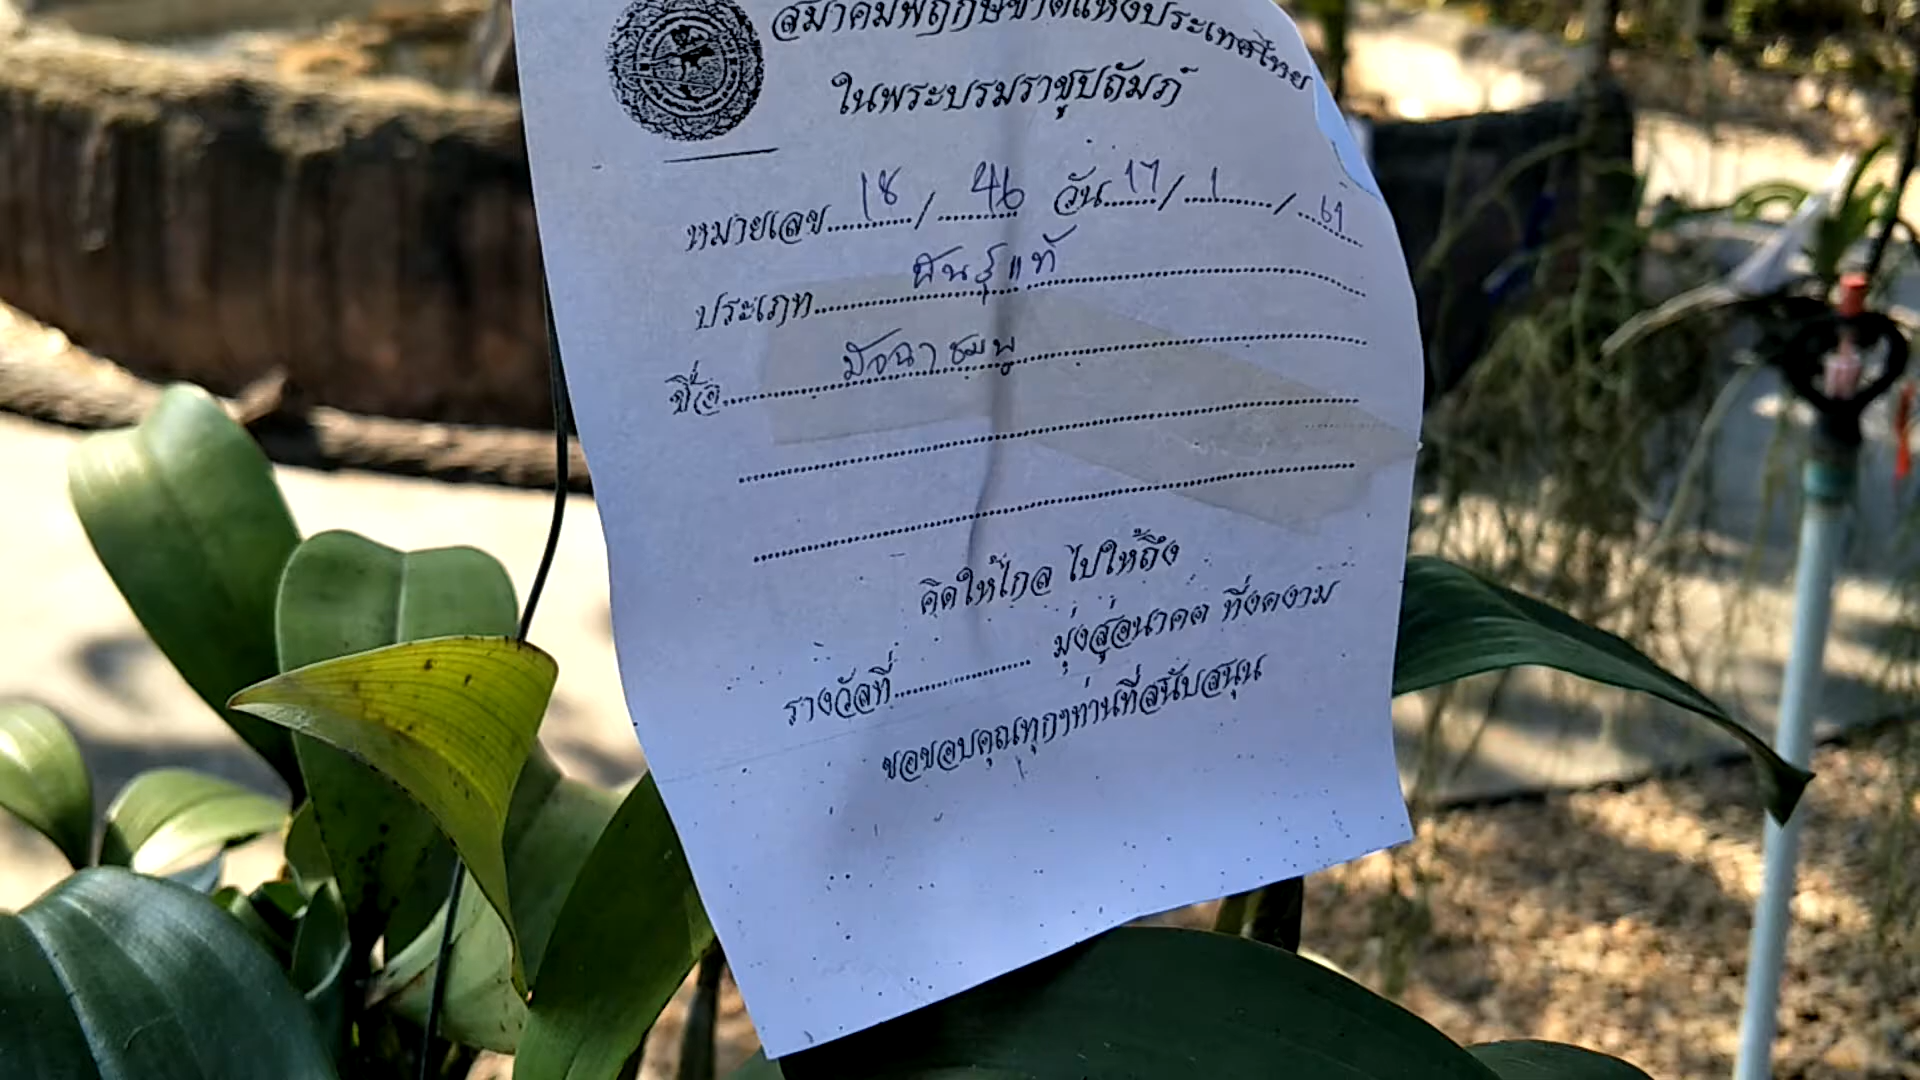 สมาคมพฤกษชาติแห่งประเทศไทย
ในพระบรมราชูปถัมภ์
หมายเลข 18 / 46 วัน 17 / 1 / 69
ประเภท พันธุ์แท้
ชื่อ มัจฉาชมพู
คิดให้ไกล ไปให้ถึง
มุ่งสู่อนาคต ที่งดงาม
รางวัลที่
ขอขอบคุณทุกๆท่านที่สนับสนุน